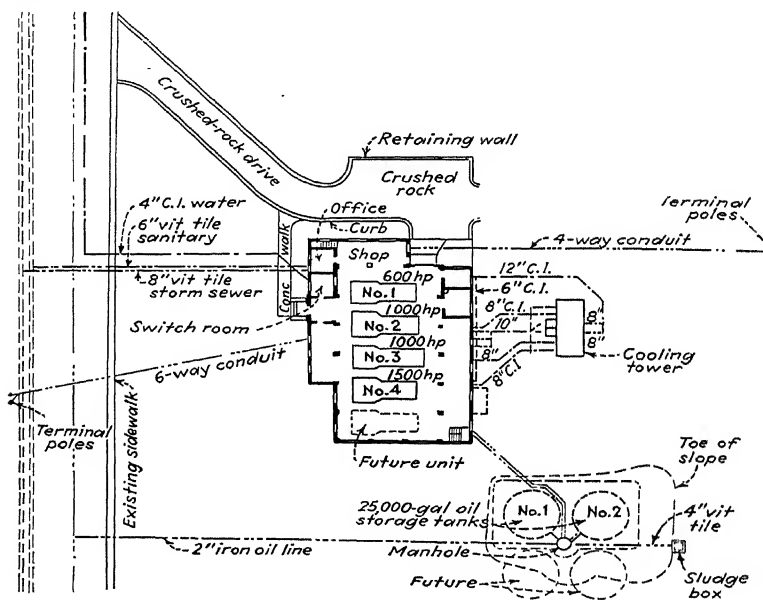 Crushed-rock drive
Retaining wall
Crushed
rock
4" C.I. water
6" vit tile
sanitary
Office
Curb
walk
Conc
Shop
Terminal
poles
4-way conduit
8" vit tile
storm sewer
600 hp
No.1
12" C.I.
6" C.I.
8" C.I.
10"
8"
8"
8"
8" C.I.
Switch room
1000 hp
No.2
1000 hp
No.3
Cooling
tower
6-way conduit
1500 hp
No.4
Terminal
poles
Existing sidewalk
Future unit
Toe of
slope
25,000-gal oil
storage tanks
No.1
No.2
4" vit
tile
2" iron oil line
Manhole
Future
Sludge
box